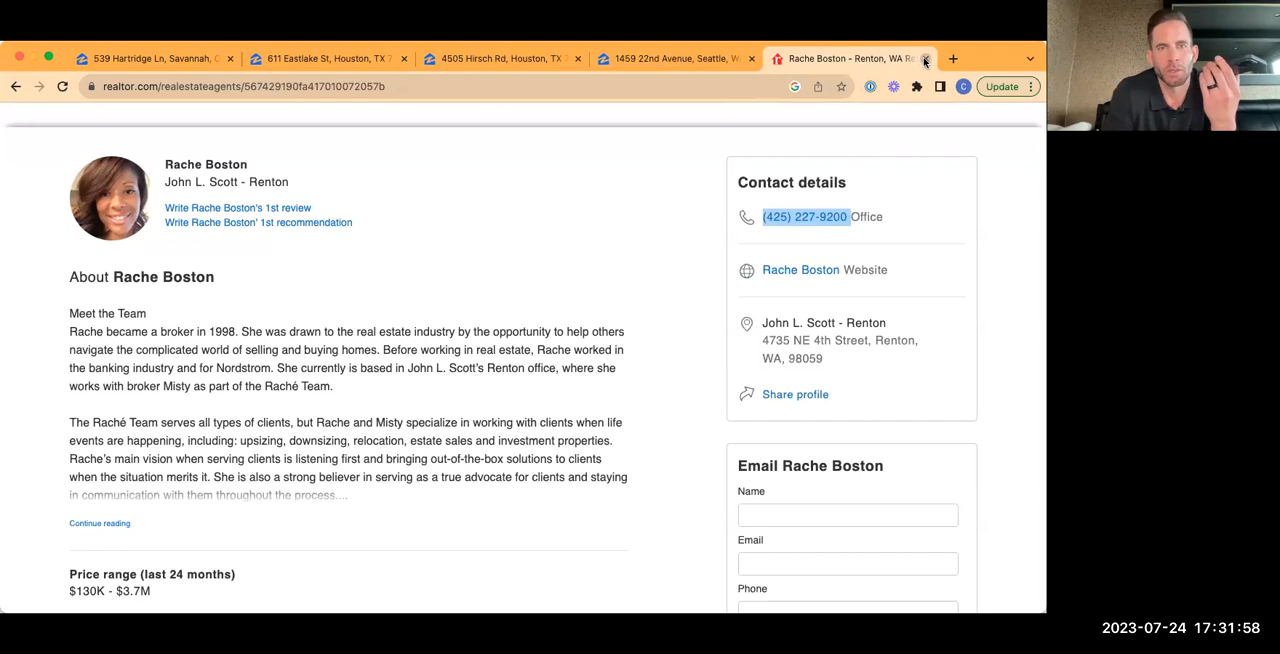 539 Hartridge Ln, Savannah,
611 Eastlake St, Houston, TX 7
4505 Hirsch Rd, Houston, TX
1459 22nd Avenue, Seattle, W
Rache Boston - Renton, WA Re
realtor.com/realestateagents/567429190fa417010072057b
G
C
Update
Rache Boston
John L. Scott - Renton
Write Rache Boston's 1st review
Write Rache Boston' 1st recommendation
About Rache Boston
Meet the Team
Rache became a broker in 1998. She was drawn to the real estate industry by the opportunity to help others
navigate the complicated world of selling and buying homes. Before working in real estate, Rache worked in
the banking industry and for Nordstrom. She currently is based in John L. Scott's Renton office, where she
works with broker Misty as part of the Raché Team.
The Raché Team serves all types of clients, but Rache and Misty specialize in working with clients when life
events are happening, including: upsizing, downsizing, relocation, estate sales and investment properties.
Rache's main vision when serving clients is listening first and bringing out-of-the-box solutions to clients
when the situation merits it. She is also a strong believer in serving as a true advocate for clients and staying
in communication with them throughout the process....
Continue reading
Price range (last 24 months)
$130K - $3.7M
Contact details
(425) 227-9200 Office
Rache Boston Website
John L. Scott - Renton
4735 NE 4th Street, Renton,
WA, 98059
Share profile
Email Rache Boston
Name
Email
Phone
2023-07-24 17:31:58